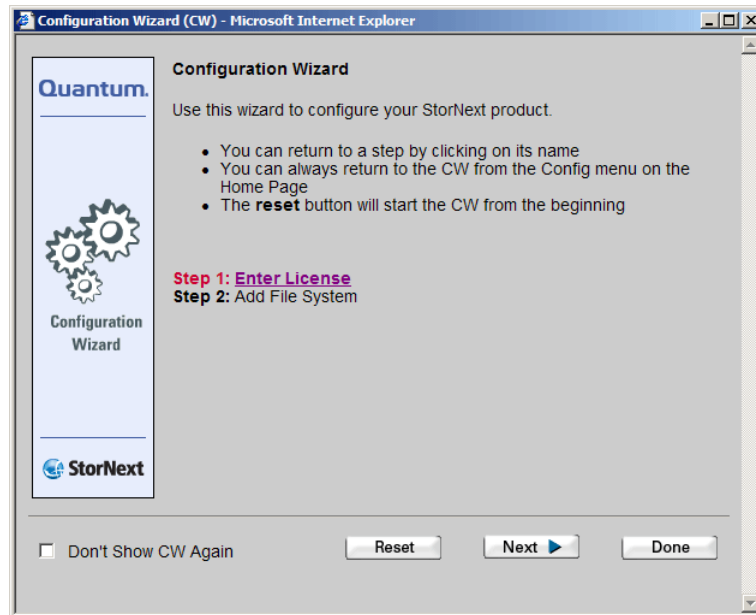 Configuration Wizard (CW) - Microsoft Internet Explorer
Quantum.
Configuration Wizard
Use this wizard to configure your StorNext product.
• You can return to a step by clicking on its name
• You can always return to the CW from the Config menu on the
Home Page
• The reset button will start the CW from the beginning
Step 1: Enter License
Step 2: Add File System
Configuration
Wizard
StorNext
Don't Show CW Again
Reset
Next
Done